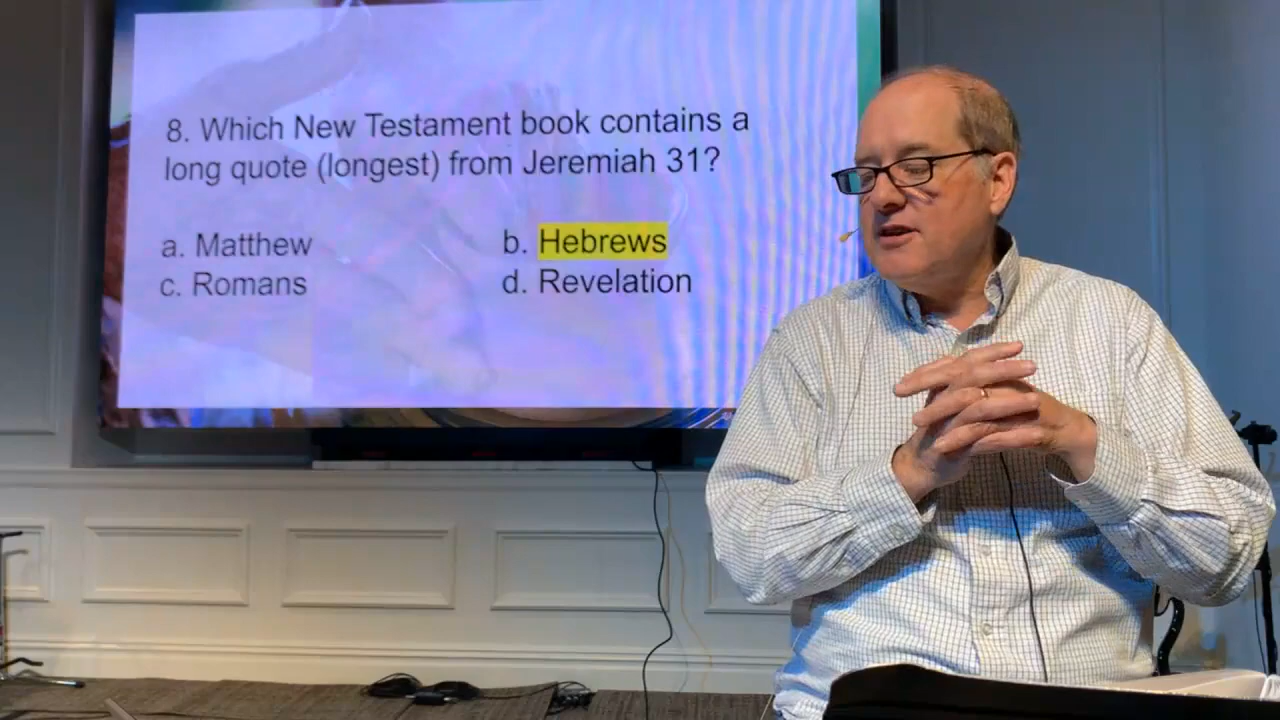 8. Which New Testament book contains a
long quote (longest) from Jeremiah 31?
a. Matthew b. Hebrews
c. Romans d. Revelation